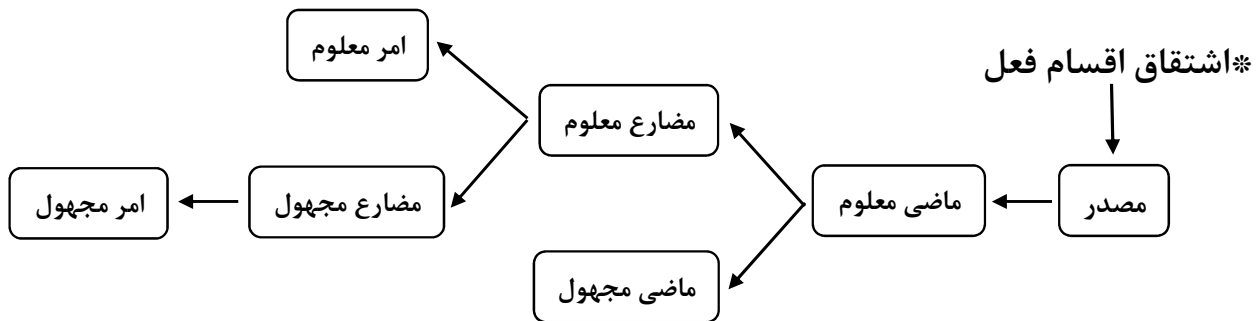 *اشتقاق اقسام فعل
مصدر
ماضی معلوم
مضارع معلوم
ماضی مجهول
امر معلوم
مضارع مجهول
امر مجهول